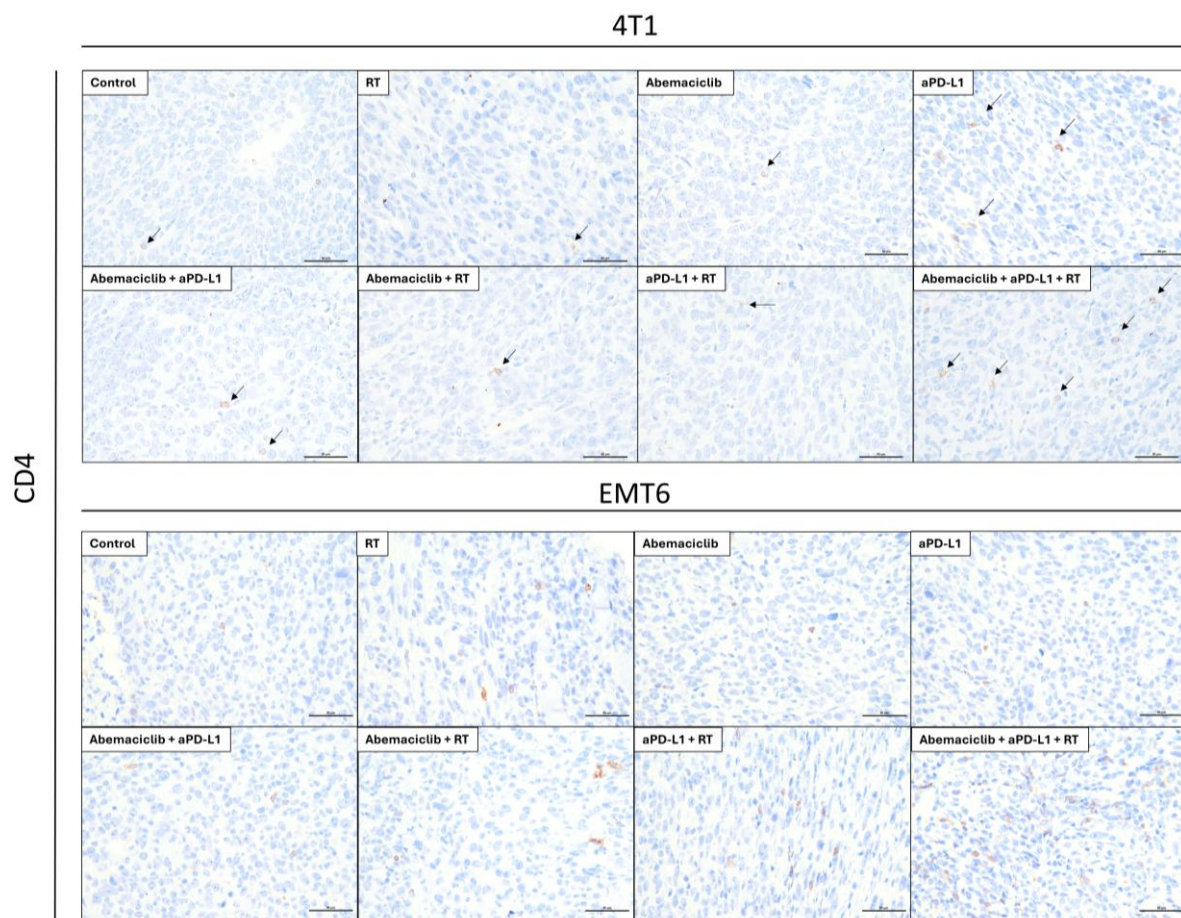 4T1
CD4
Control
RT
Abemaciclib
aPD-L1
Abemaciclib + aPD-L1
Abemaciclib + RT
aPD-L1 + RT
Abemaciclib + aPD-L1 + RT
EMT6
Control
RT
Abemaciclib
aPD-L1
Abemaciclib + aPD-L1
Abemaciclib + RT
aPD-L1 + RT
Abemaciclib + aPD-L1 + RT